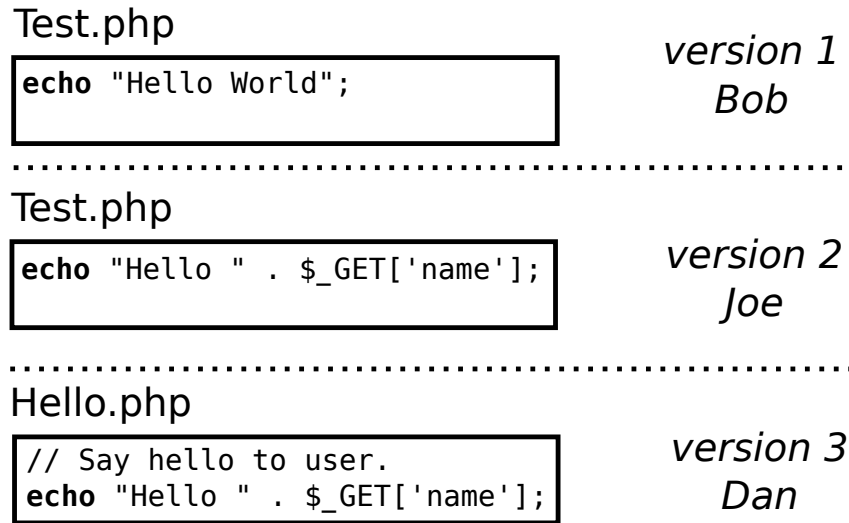 Test.php
echo "Hello World";
version 1
Bob
Test.php
echo "Hello " . $_GET['name'];
version 2
Joe
Hello.php
// Say hello to user.
echo "Hello " . $_GET['name'];
version 3
Dan